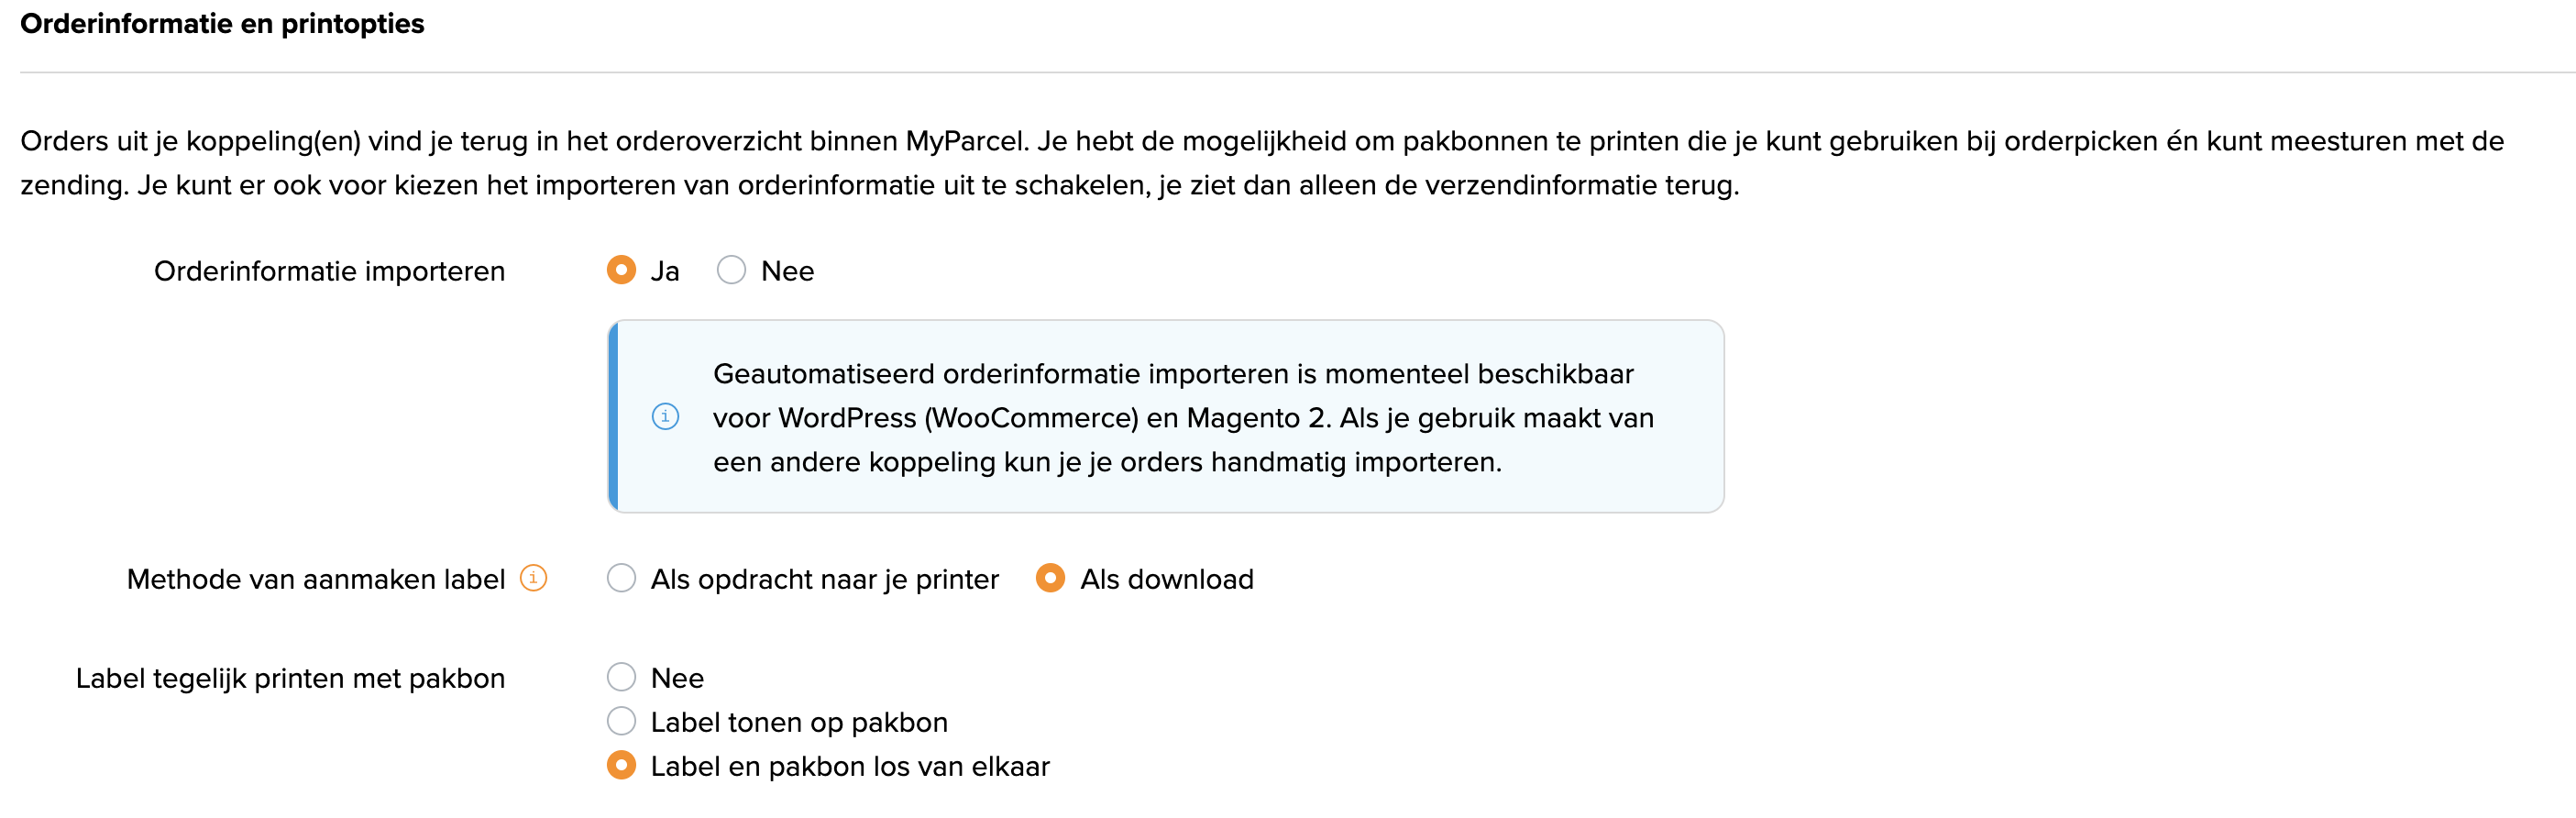 Orderinformatie en printopties
Orders uit je koppeling(en) vind je terug in het orderoverzicht binnen MyParcel. Je hebt de mogelijkheid om pakbonnen te printen die je kunt gebruiken bij orderpicken én kunt meesturen met de
zending. Je kunt er ook voor kiezen het importeren van orderinformatie uit te schakelen, je ziet dan alleen de verzendinformatie terug.
Orderinformatie importeren Ja Nee
Geautomatiseerd orderinformatie importeren is momenteel beschikbaar
voor WordPress (WooCommerce) en Magento 2. Als je gebruik maakt van
een andere koppeling kun je je orders handmatig importeren.
Methode van aanmaken label Als opdracht naar je printer Als download
Label tegelijk printen met pakbon Nee
Label tonen op pakbon
Label en pakbon los van elkaar